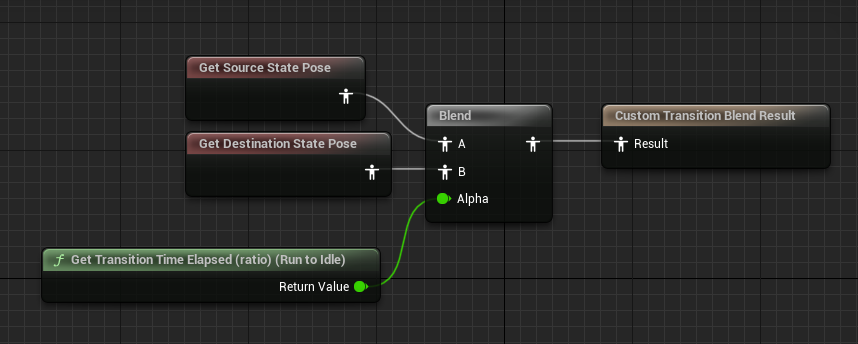 Get Source State Pose
Get Destination State Pose
Blend
A
B
Alpha
Custom Transition Blend Result
Result
f Get Transition Time Elapsed (ratio) (Run to Idle)
Return Value